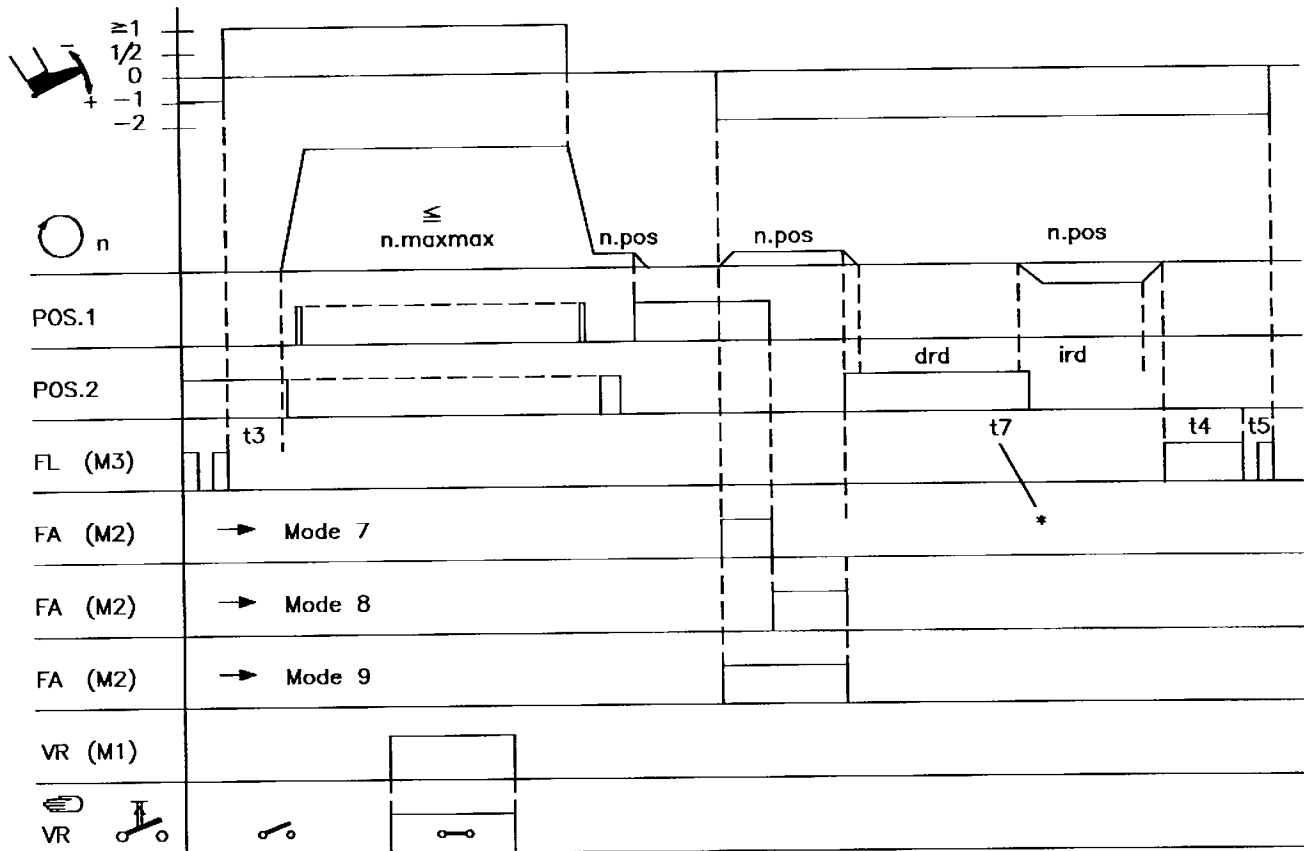 ≧1
1/2
0
−1
−2
−
+
n
≦
n.maxmax
n.pos
n.pos
n.pos
POS.1
drd
ird
POS.2
t3
t7
t4
t5
FL (M3)
*
FA (M2) → Mode 7
FA (M2) → Mode 8
FA (M2) → Mode 9
VR (M1)
VR